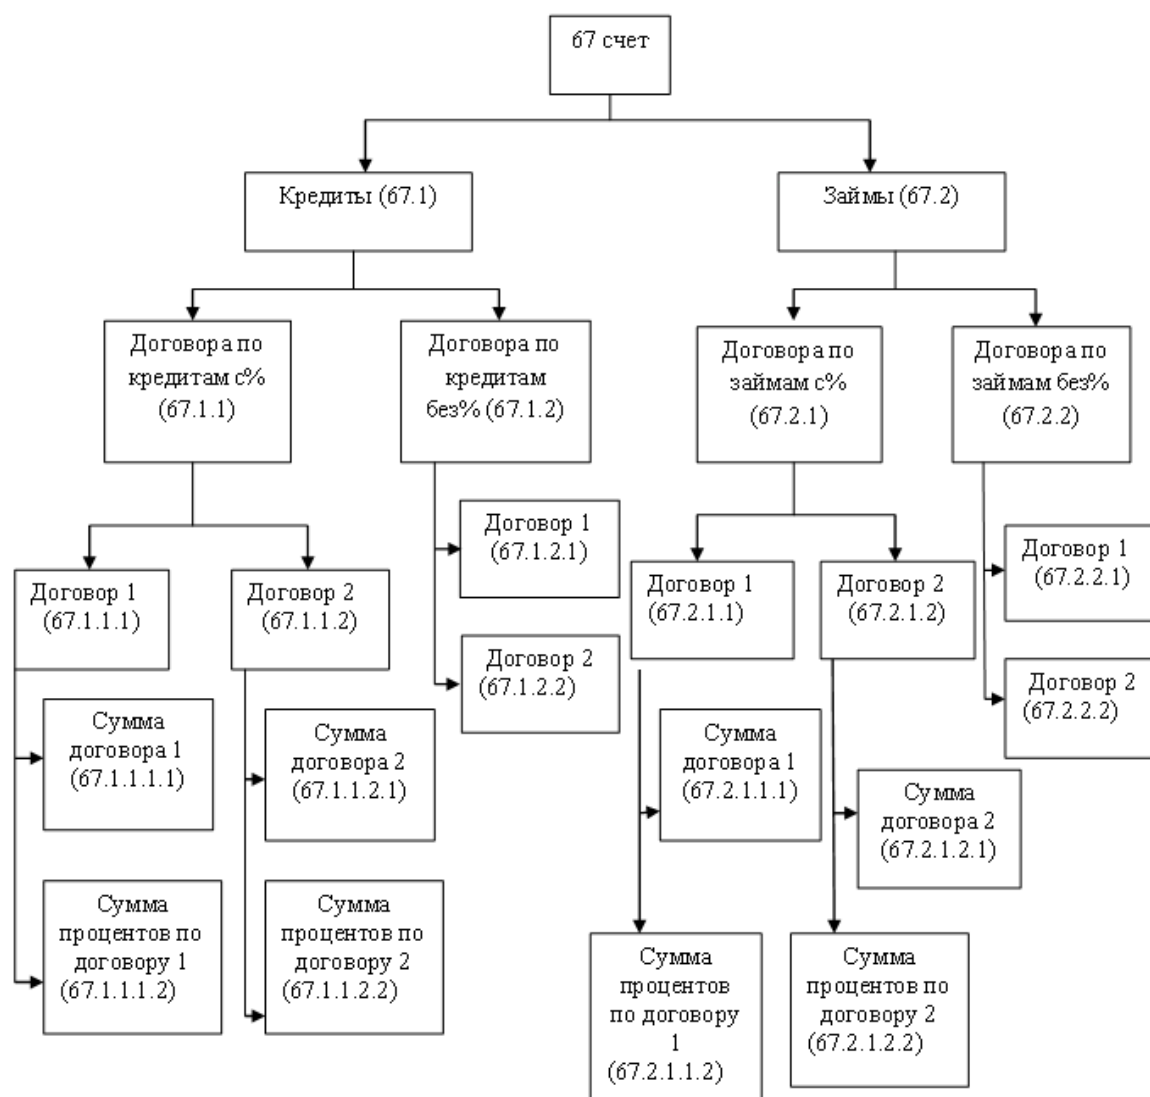 67 счет
Кредиты (67.1)
Займы (67.2)
Договора по
кредитам с%
(67.1.1)
Договора по
кредитам
без% (67.1.2)
Договора по
займам с%
(67.2.1)
Договора по
займам без%
(67.2.2)
Договор 1
(67.1.1.1)
Договор 2
(67.1.1.2)
Договор 1
(67.1.2.1)
Договор 2
(67.1.2.2)
Договор 1
(67.2.1.1)
Договор 2
(67.2.1.2)
Договор 1
(67.2.2.1)
Договор 2
(67.2.2.2)
Сумма
договора 1
(67.1.1.1.1)
Сумма
договора 2
(67.1.1.2.1)
Сумма
договора 1
(67.2.1.1.1)
Сумма
договора 2
(67.2.1.2.1)
Сумма
процентов по
договору 1
(67.1.1.1.2)
Сумма
процентов по
договору 2
(67.1.1.2.2)
Сумма
процентов
по договору
1
(67.2.1.1.2)
Сумма
процентов по
договору 2
(67.2.1.2.2)